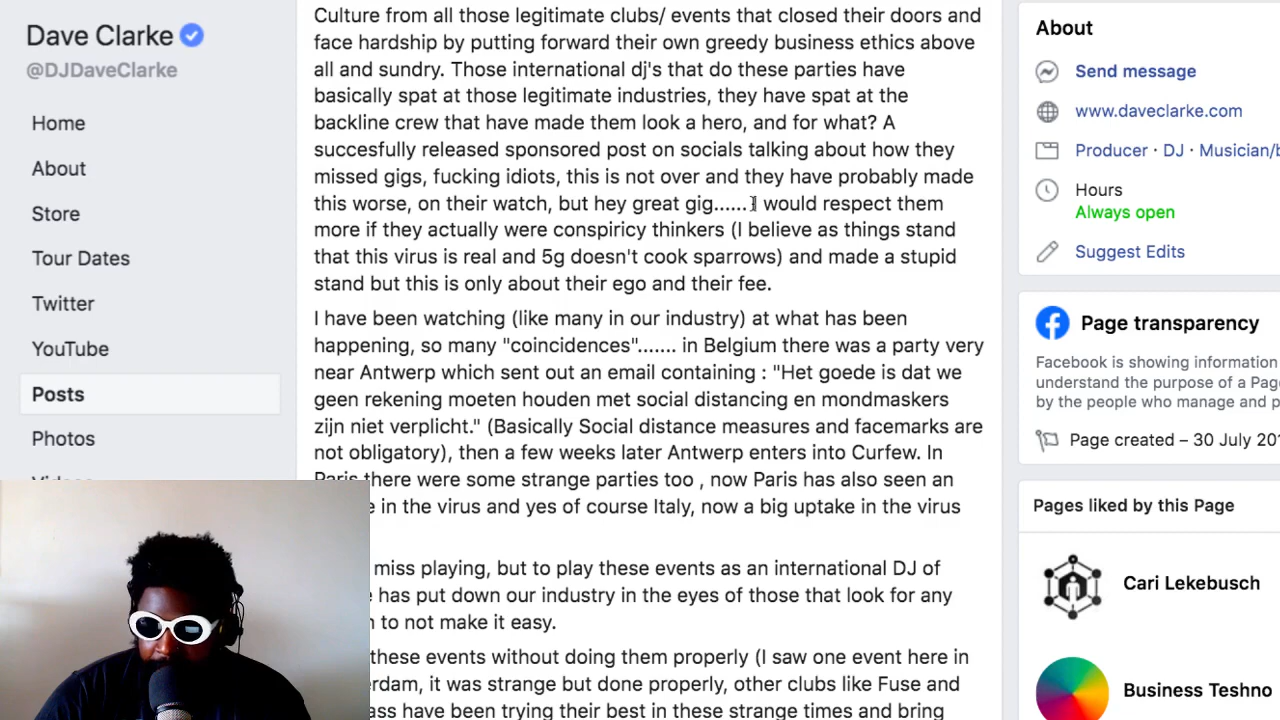 Dave Clarke
@DJDaveClarke
Home
About
Store
Tour Dates
Twitter
YouTube
Posts
Photos
Culture from all those legitimate clubs/ events that closed their doors and
face hardship by putting forward their own greedy business ethics above
all and sundry. Those international dj's that do these parties have
basically spat at those legitimate industries, they have spat at the
backline crew that have made them look a hero, and for what? A
succesfully released sponsored post on socials talking about how they
missed gigs, fucking idiots, this is not over and they have probably made
this worse, on their watch, but hey great gig...... I would respect them
more if they actually were conspiricy thinkers (I believe as things stand
that this virus is real and 5g doesn't cook sparrows) and made a stupid
stand but this is only about their ego and their fee.
I have been watching (like many in our industry) at what has been
happening, so many "coincidences"....... in Belgium there was a party very
near Antwerp which sent out an email containing : "Het goede is dat we
geen rekening moeten houden met social distancing en mondmaskers
zijn niet verplicht." (Basically Social distance measures and facemarks are
not obligatory), then a few weeks later Antwerp enters into Curfew. In
Paris there were some strange parties too , now Paris has also seen an
in the virus and yes of course Italy, now a big uptake in the virus
miss playing, but to play these events as an international DJ of
has put down our industry in the eyes of those that look for any
to not make it easy.
these events without doing them properly (I saw one event here in
it was strange but done properly, other clubs like Fuse and
have been trying their best in these strange times and bring
About
Send message
www.daveclarke.com
Producer · DJ · Musician/b
Hours
Always open
Suggest Edits
Page transparency
Facebook is showing information
understand the purpose of a Pag
by the people who manage and p
Page created – 30 July 20
Pages liked by this Page
Cari Lekebusch
Business Teshno